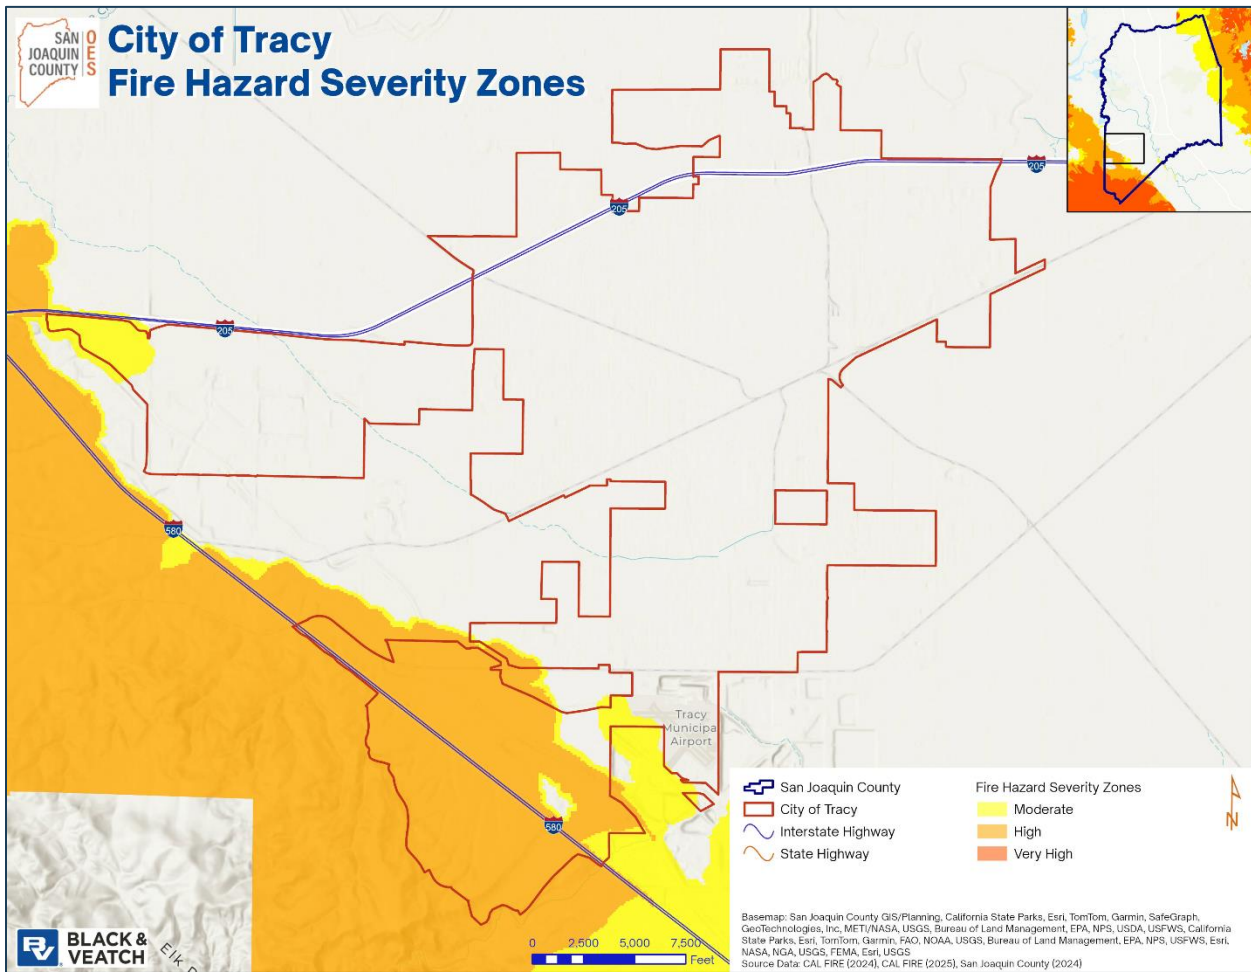 SAN
JOAQUIN
COUNTY
OES
City of Tracy
Fire Hazard Severity Zones
205
205
205
580
580
Tracy
Municipal
Airport
San Joaquin County
City of Tracy
Interstate Highway
State Highway
Fire Hazard Severity Zones
Moderate
High
Very High
N
0 2,500 5,000 7,500
Feet
BV BLACK &
VEATCH
Basemap: San Joaquin County GIS/Planning, California State Parks, Esri, TomTom, Garmin, SafeGraph,
GeoTechnologies, Inc, METI/NASA, USGS, Bureau of Land Management, EPA, NPS, USDA, USFWS, California
State Parks, Esri, TomTom, Garmin, FAO, NOAA, USGS, Bureau of Land Management, EPA, NPS, USFWS, Esri,
NASA, NGA, USGS, FEMA, Esri, USGS
Source Data: CAL FIRE (2024), CAL FIRE (2025), San Joaquin County (2024)